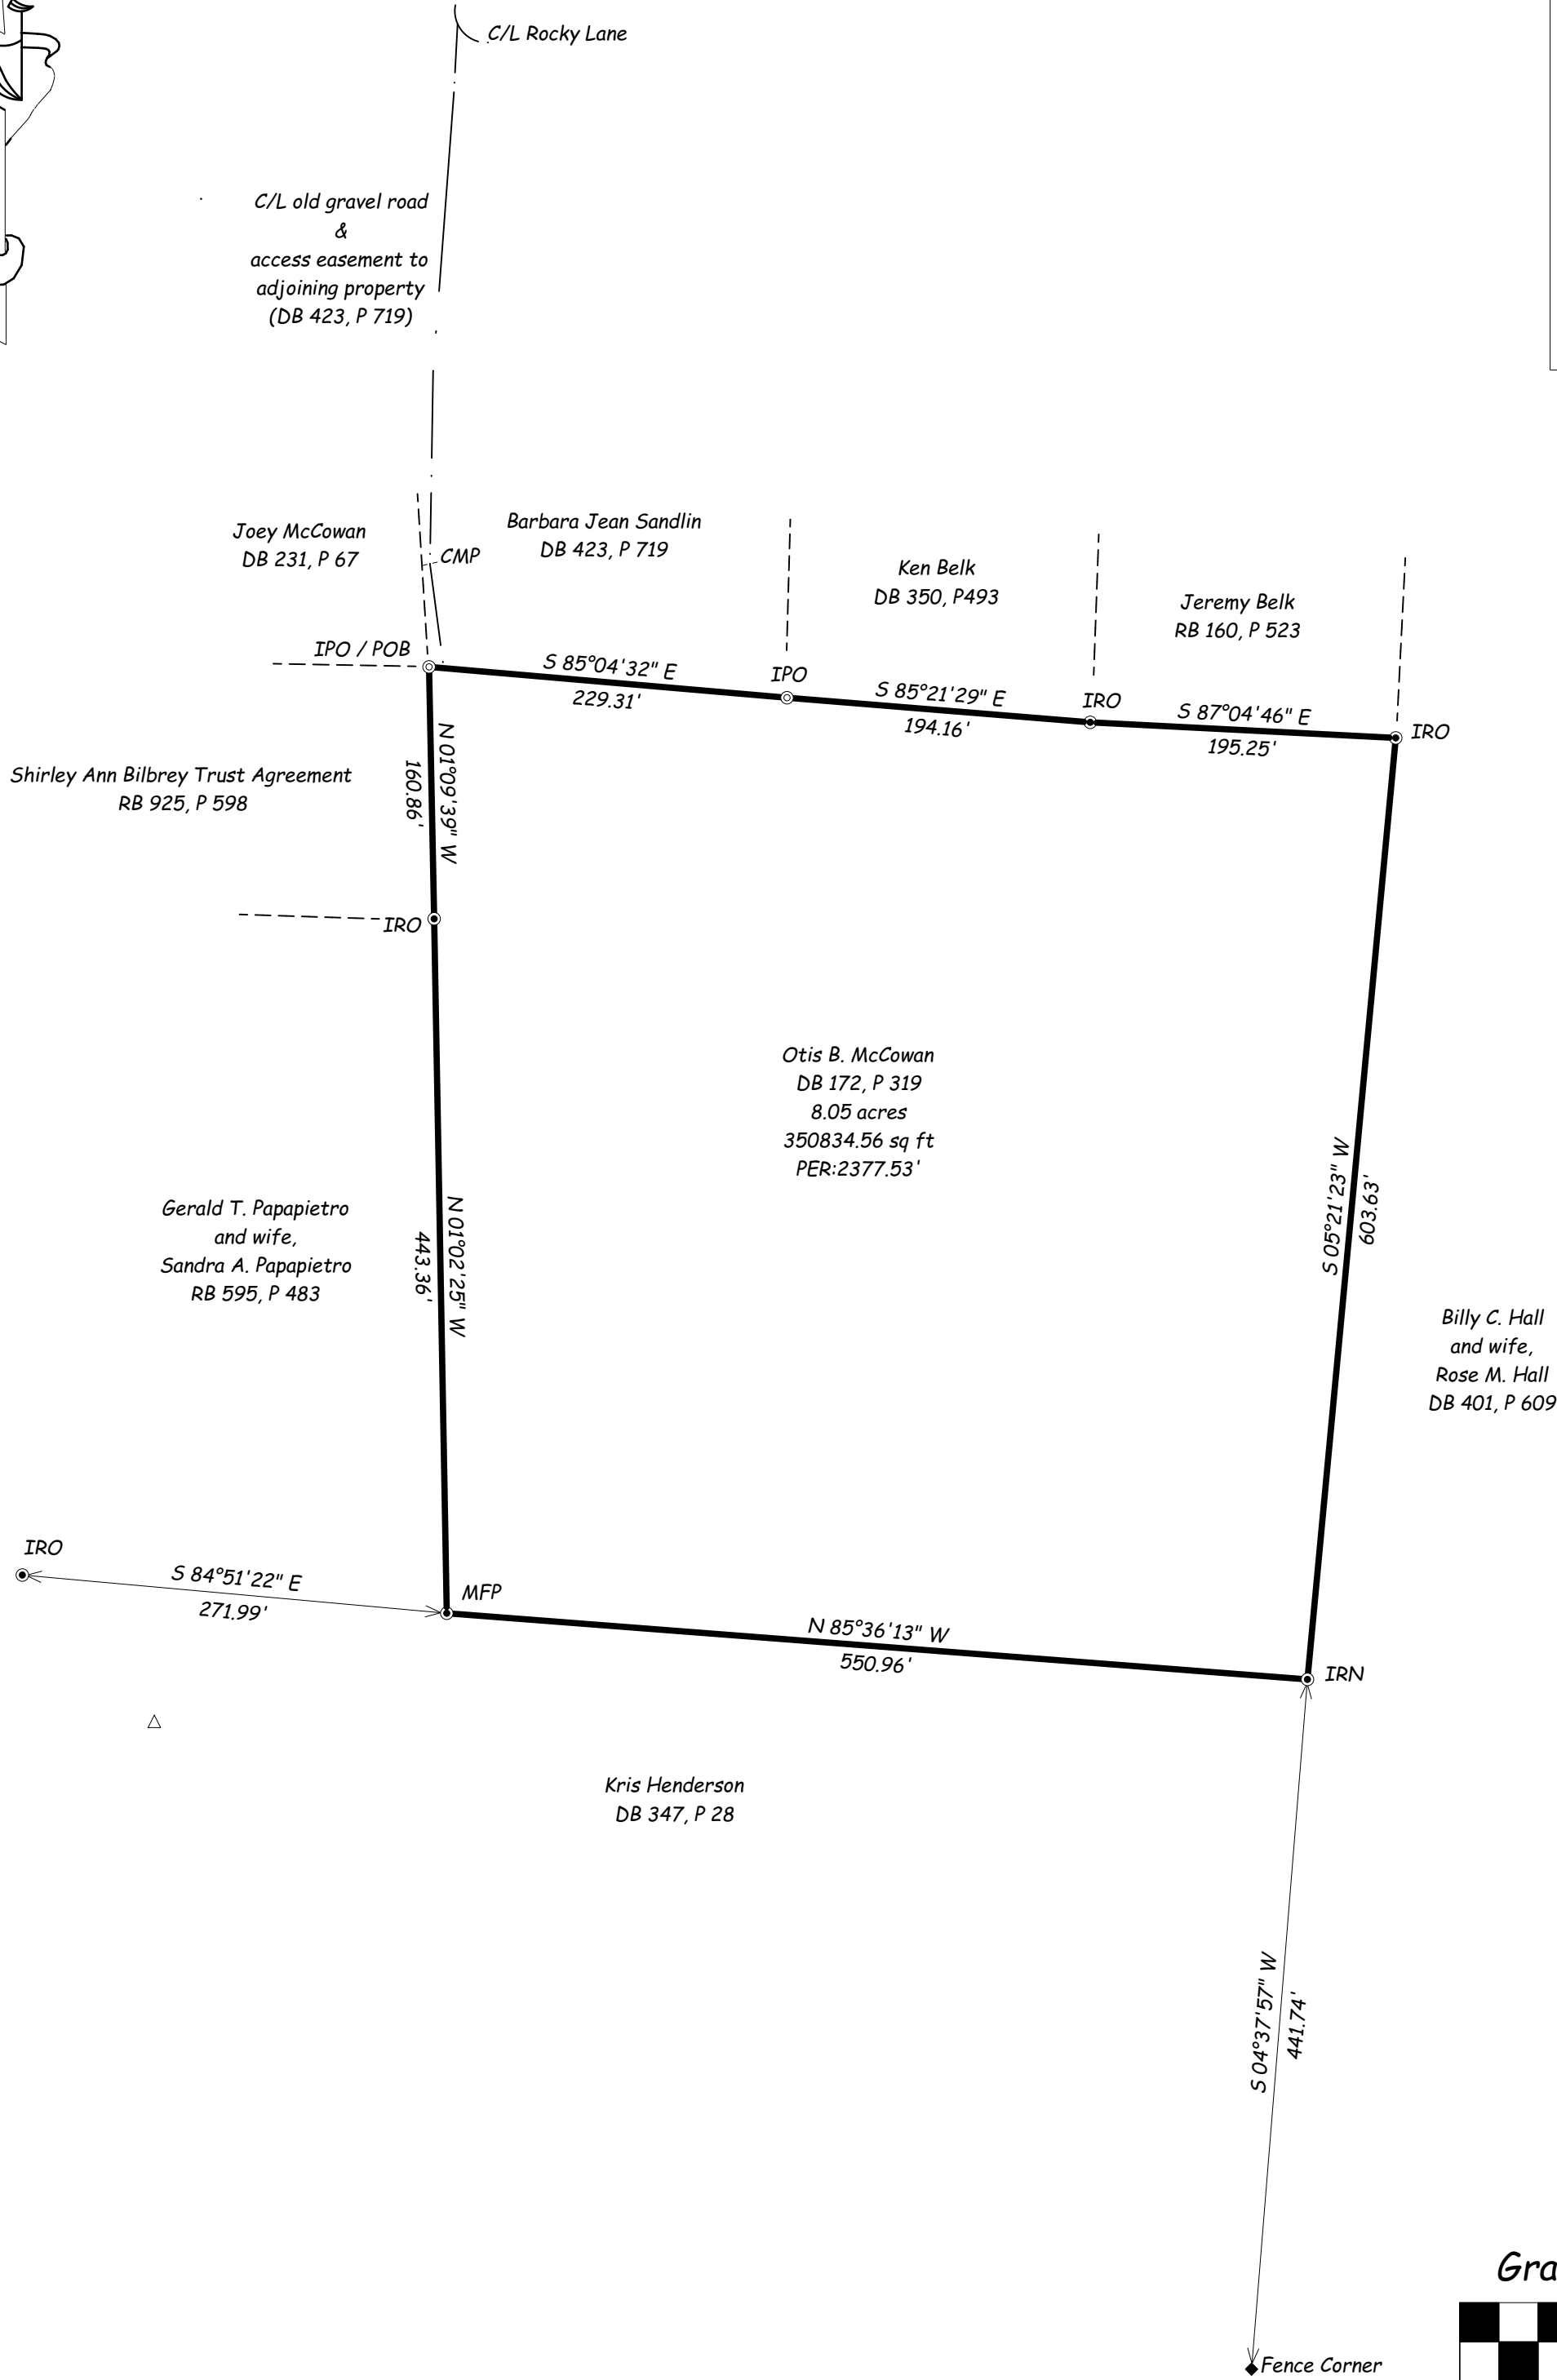 C/L Rocky Lane
C/L old gravel road
&
access easement to
adjoining property
(DB 423, P 719)
Joey McCowan
DB 231, P 67
CMP
Barbara Jean Sandlin
DB 423, P 719
Ken Belk
DB 350, P493
Jeremy Belk
RB 160, P 523
IPO / POB
S 85°04'32" E
229.31'
IPO
S 85°21'29" E
194.16'
IRO
S 87°04'46" E
195.25'
IRO
N 01°09'39" W
160.86'
Shirley Ann Bilbrey Trust Agreement
RB 925, P 598
IRO
Otis B. McCowan
DB 172, P 319
8.05 acres
350834.56 sq ft
PER:2377.53'
S 05°21'23" W
603.63'
Gerald T. Papapietro
and wife,
Sandra A. Papapietro
RB 595, P 483
N 01°02'25" W
443.36'
Billy C. Hall
and wife,
Rose M. Hall
DB 401, P 609
IRO
S 84°51'22" E
271.99'
MFP
N 85°36'13" W
550.96'
IRN
Kris Henderson
DB 347, P 28
S 04°37'57" W
441.74'
Gra
Fence Corner